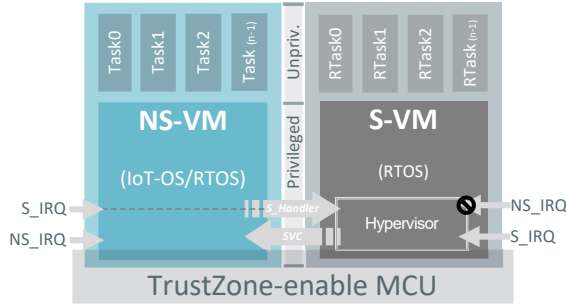 Task0
Task1
Task2
Task (n-1)
Unpriv.
RTask0
RTask1
RTask2
RTask(n-1)
NS-VM
(IoT-OS/RTOS)
Privileged
S-VM
(RTOS)
S_IRQ
S_Handler
NS_IRQ
Hypervisor
NS_IRQ
SVC
S_IRQ
TrustZone-enable MCU